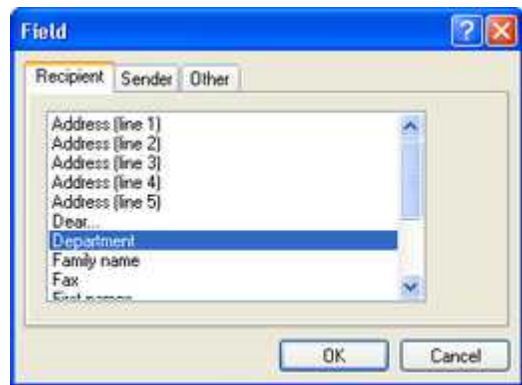 Field
Recipient Sender Other
Address (line 1)
Address (line 2)
Address (line 3)
Address (line 4)
Address (line 5)
Dear...
Department
Family name
Fax
OK Cancel